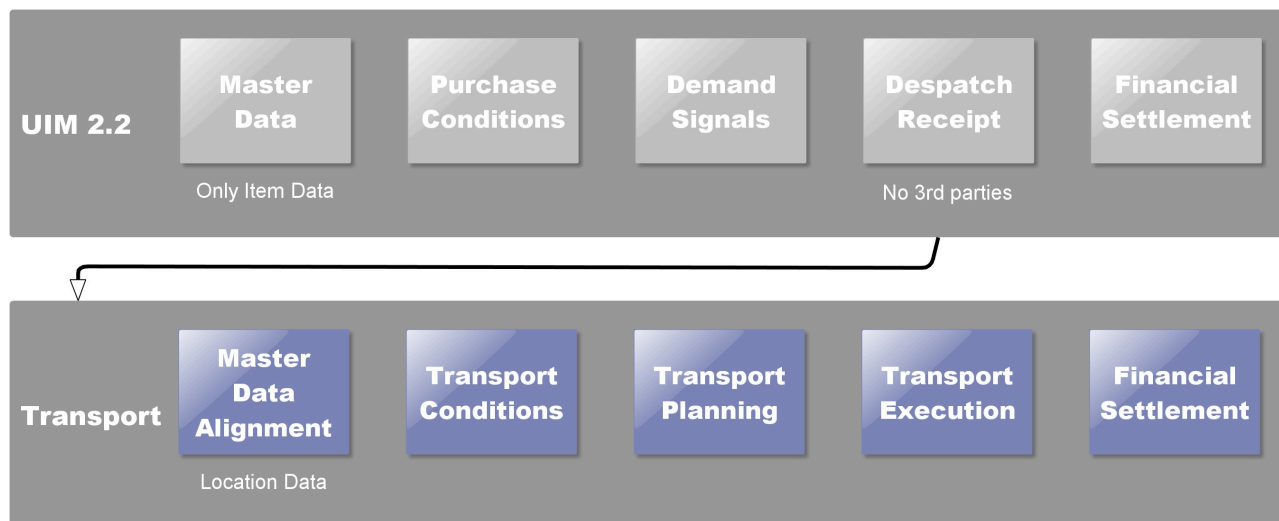 UIM 2.2
Master
Data
Only Item Data
Purchase
Conditions
Demand
Signals
Despatch
Receipt
No 3rd parties
Financial
Settlement
Transport
Master
Data
Alignment
Location Data
Transport
Conditions
Transport
Planning
Transport
Execution
Financial
Settlement